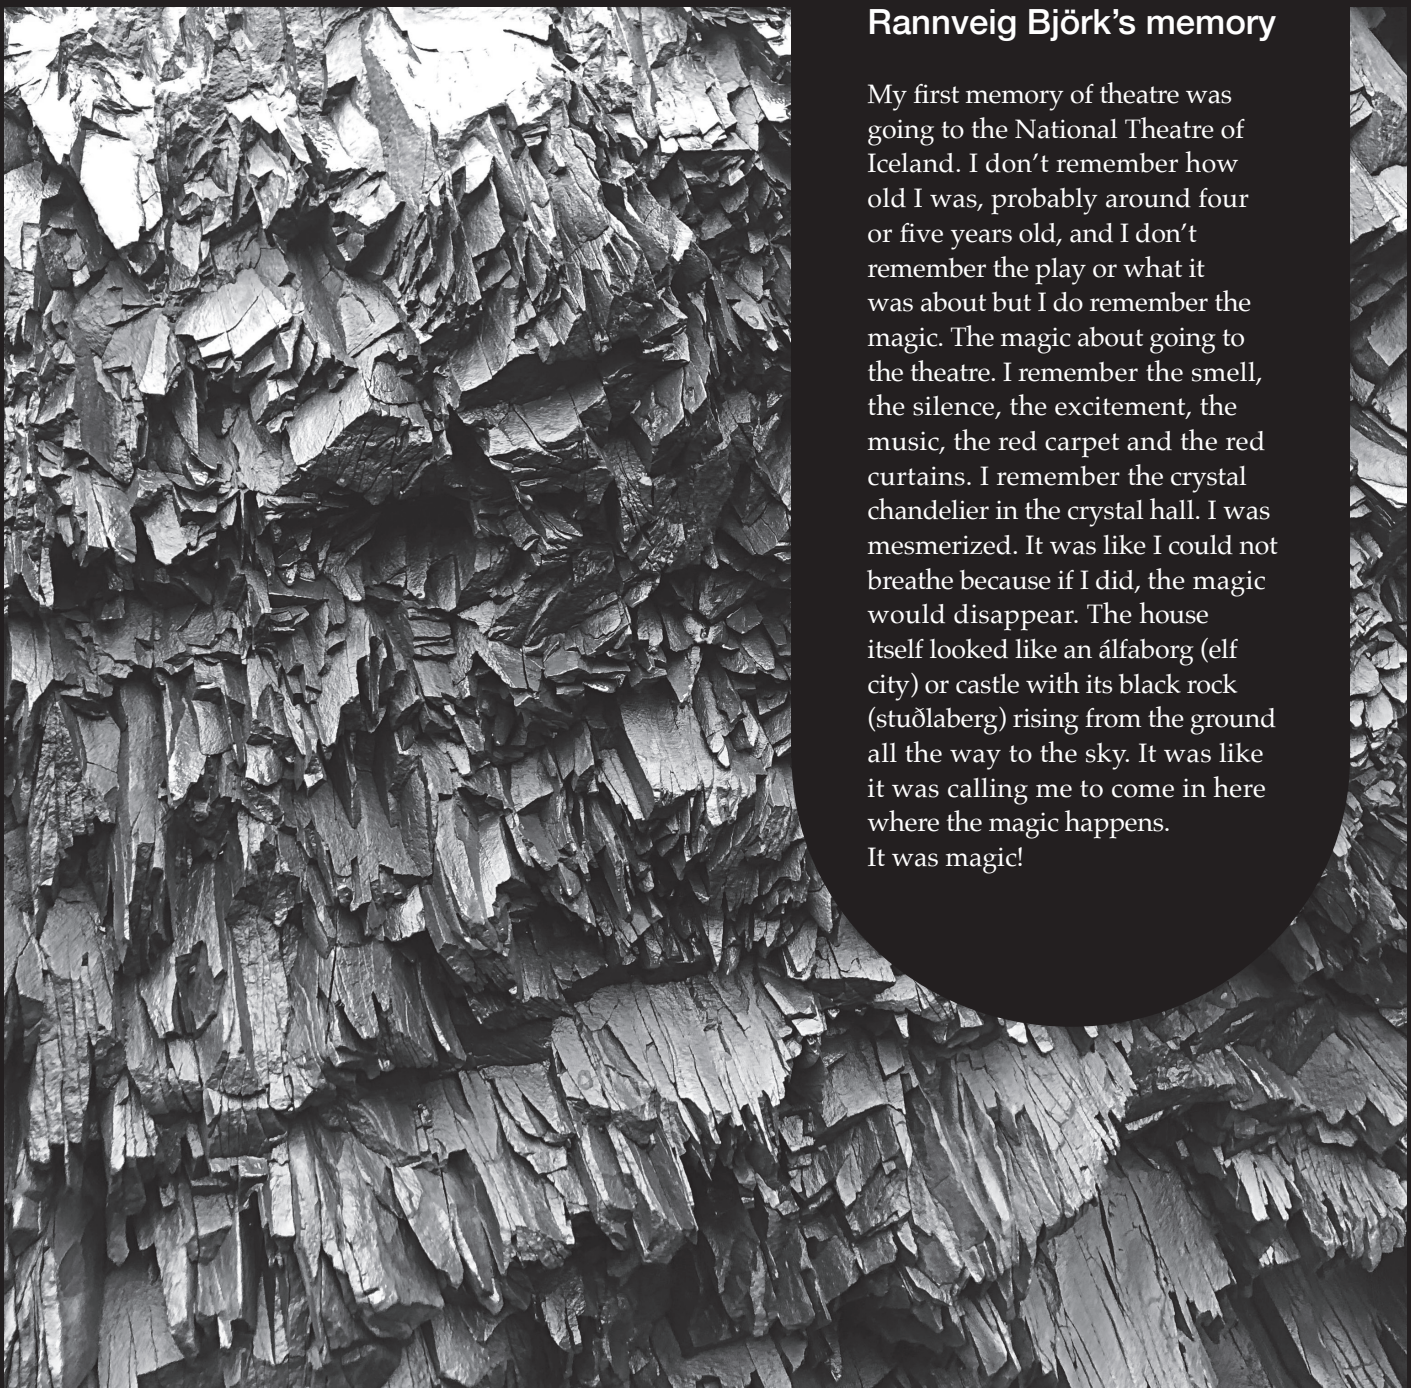 Rannveig Björk’s memory
My first memory of theatre was
going to the National Theatre of
Iceland. I don’t remember how
old I was, probably around four
or five years old, and I don’t
remember the play or what it
was about but I do remember the
magic. The magic about going to
the theatre. I remember the smell,
the silence, the excitement, the
music, the red carpet and the red
curtains. I remember the crystal
chandelier in the crystal hall. I was
mesmerized. It was like I could not
breathe because if I did, the magic
would disappear. The house
itself looked like an álfaborg (elf
city) or castle with its black rock
(stuðlaberg) rising from the ground
all the way to the sky. It was like
it was calling me to come in here
where the magic happens.
It was magic!